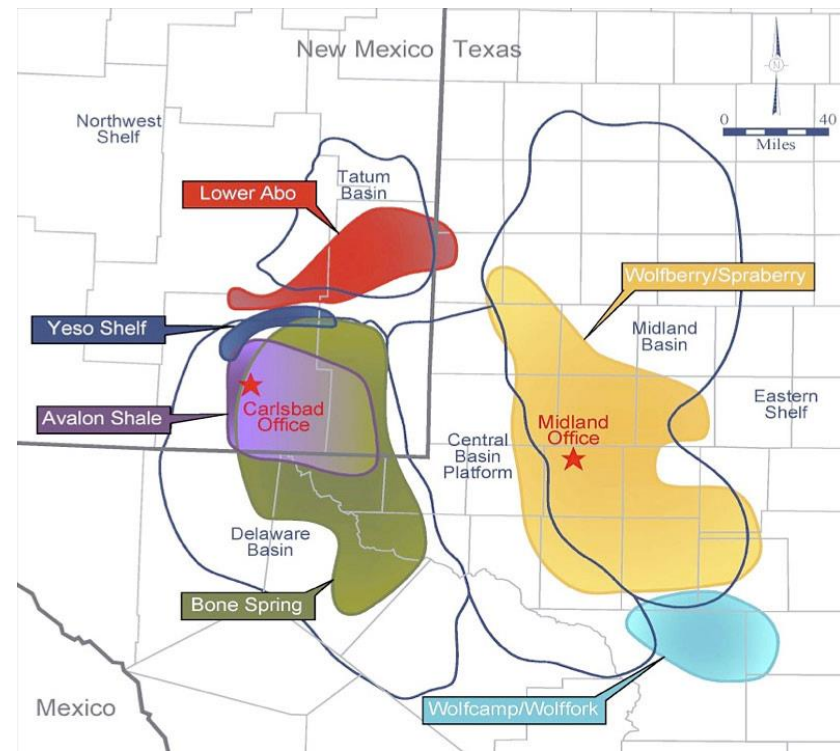 New Mexico
Texas
N
0
40
Miles
Northwest
Shelf
Tatum
Basin
Lower Abo
Wolfberry/Spraberry
Yeso Shelf
Midland
Basin
Eastern
Shelf
Avalon Shale
Carlsbad
Office
Midland
Office
Central
Basin
Platform
Delaware
Basin
Bone Spring
Mexico
Wolfcamp/Wolffork